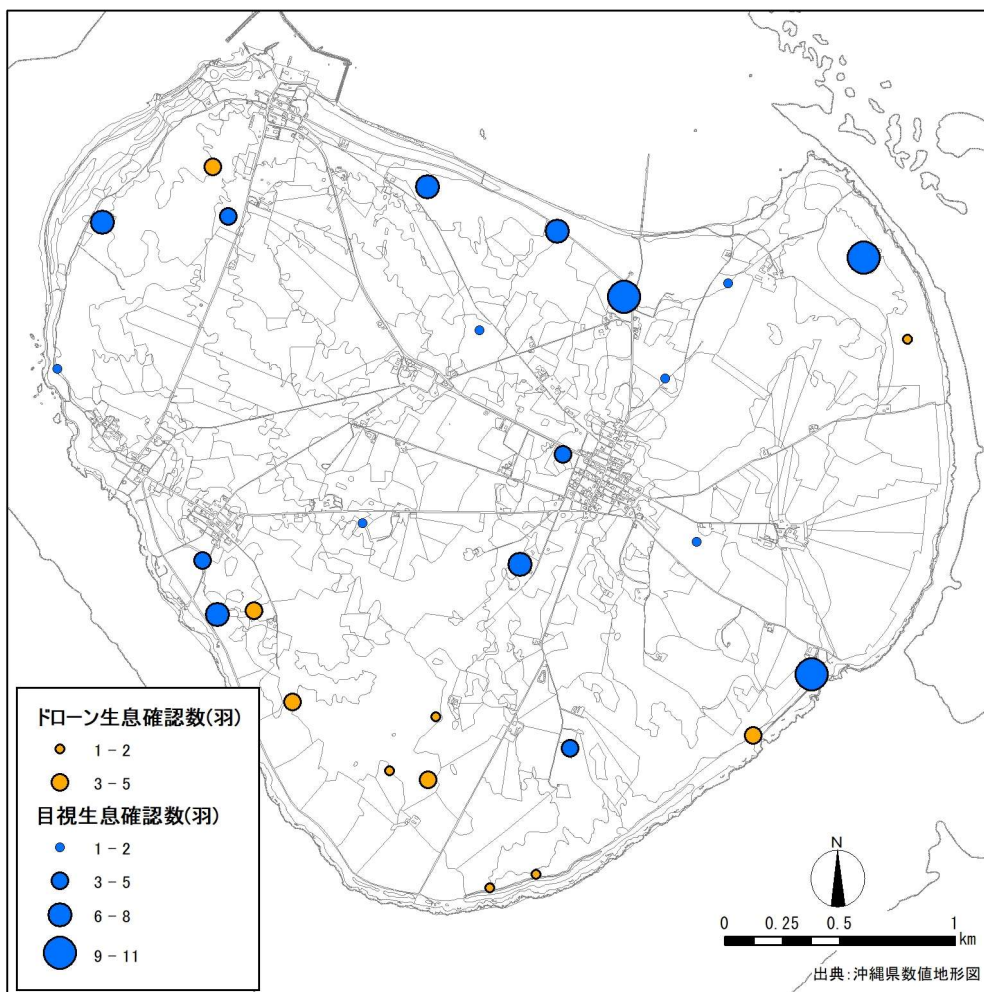 ドローン生息確認数(羽)
1 - 2
3 - 5
目視生息確認数(羽)
1 - 2
3 - 5
6 - 8
9 - 11
N
0 0.25 0.5 1
km
出典:沖縄県数値地形図